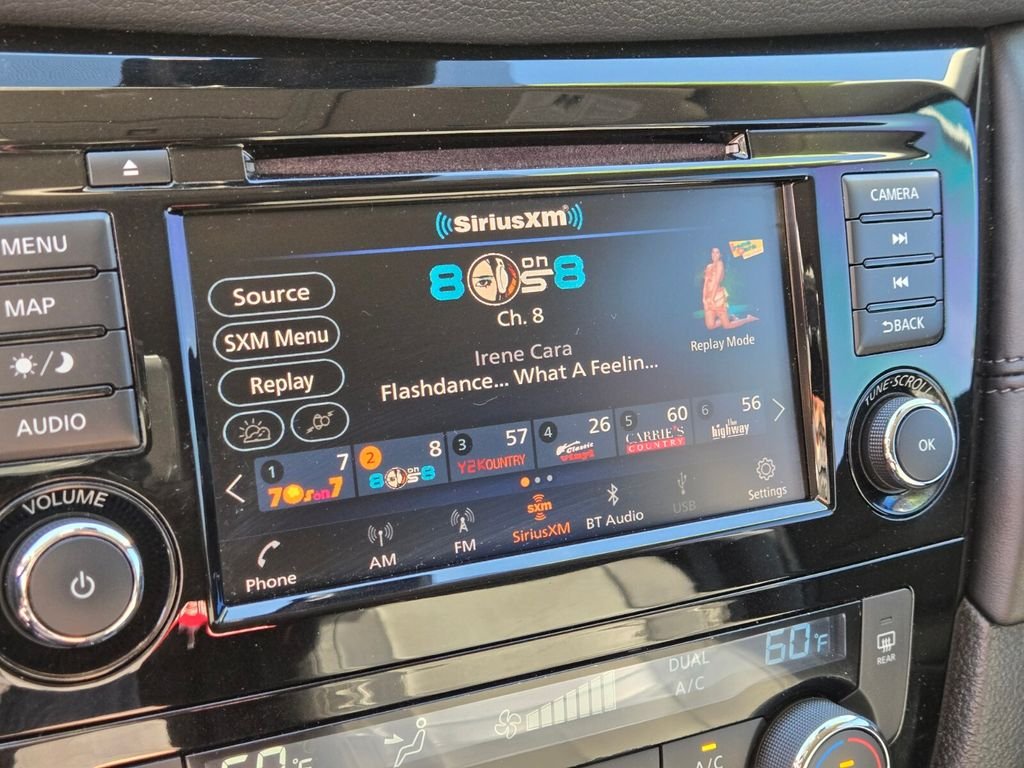 MENU
MAP
AUDIO
VOLUME
SiriusXM
8 on 8
80s
Ch. 8
Irene Cara
Flashdance... What A Feelin...
Source
SXM Menu
Replay
Replay Mode
1 7
70s on 7
2 8
80s on 8
3 57
Y2KOUNTRY
4 26
Classic
Vinyl
5 60
CARRIE'S
COUNTRY
6 56
the
highway
Phone
AM
FM
sxm
SiriusXM
BT Audio
USB
Settings
CAMERA
BACK
TUNE·SCROLL
OK
60°F
DUAL
A/C
60°F
REAR
A/C